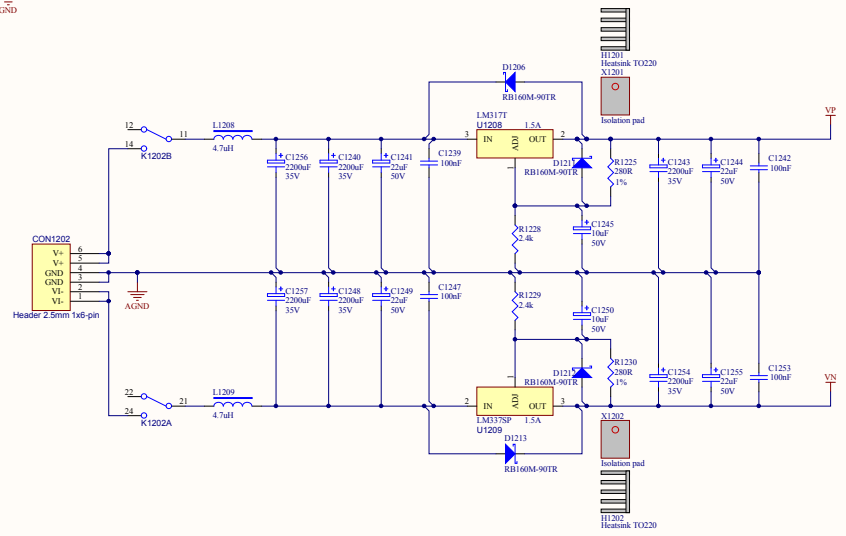 GND
H1201
Heatsink TO220
X1201
Isolation pad
D1206
RB160M-90TR
LM317T
U1208 1.5A
3 IN ADJ OUT 2
1
VP
12
14
11
K1202B
L1208
4.7uH
C1256
2200uF
35V
C1240
2200uF
35V
C1241
22uF
50V
C1239
100nF
D121
RB160M-90TR
R1225
280R
1%
C1243
2200uF
35V
C1244
22uF
50V
C1242
100nF
R1228
2.4k
C1245
10uF
50V
CON1202
V+ 6
V+ 5
GND 4
GND 3
VI- 2
VI- 1
Header 2.5mm 1x6-pin
AGND
C1257
2200uF
35V
C1248
2200uF
35V
C1249
22uF
50V
C1247
100nF
R1229
2.4k
C1250
10uF
50V
D121
RB160M-90TR
R1230
280R
1%
C1254
2200uF
35V
C1255
22uF
50V
C1253
100nF
VN
22
24
21
K1202A
L1209
4.7uH
1
2 IN ADJ OUT 3
LM337SP 1.5A
U1209
D1213
RB160M-90TR
X1202
Isolation pad
H1202
Heatsink TO220